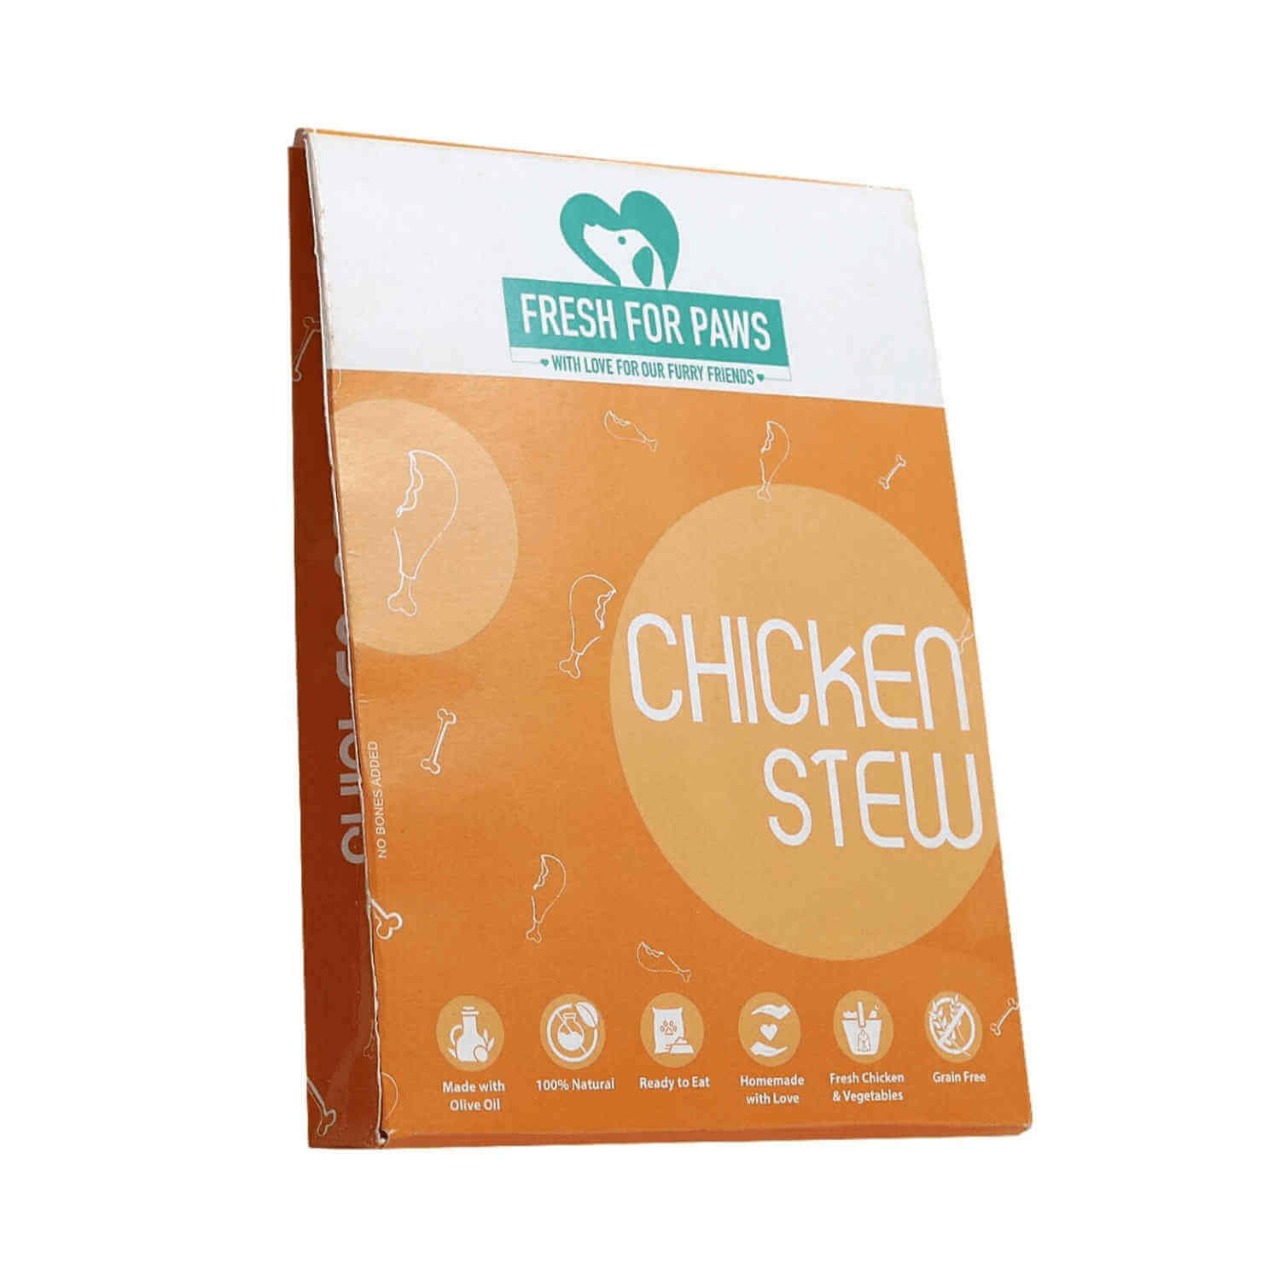 FRESH FOR PAWS
WITH LOVE FOR OUR FURRY FRIENDS
CHICKEN
STEW
NO BONES ADDED
Made with
Olive Oil
100% Natural
Ready to Eat
Homemade
with Love
Fresh Chicken
& Vegetables
Grain Free